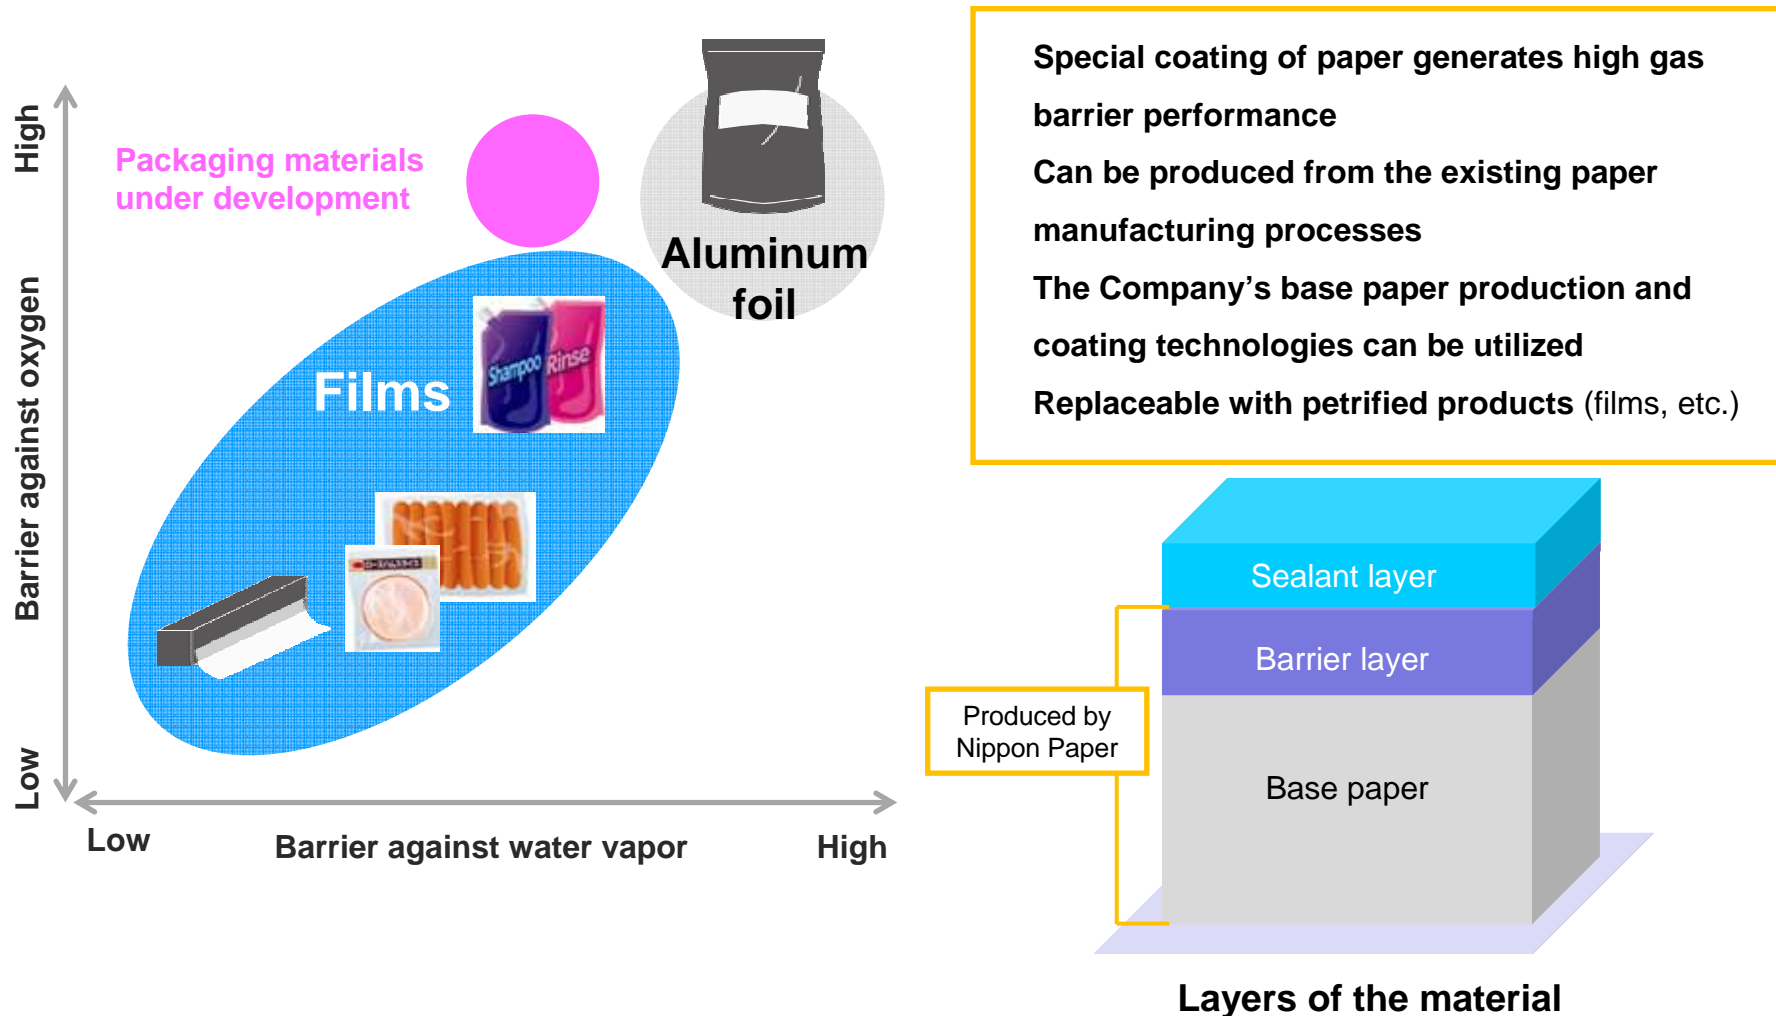 High
Barrier against oxygen
Low
Packaging materials
under development
Aluminum
foil
Films
Shampoo
Rinse
Low
Barrier against water vapor
High
Special coating of paper generates high gas
barrier performance
Can be produced from the existing paper
manufacturing processes
The Company’s base paper production and
coating technologies can be utilized
Replaceable with petrified products (films, etc.)
Sealant layer
Barrier layer
Base paper
Produced by
Nippon Paper
Layers of the material